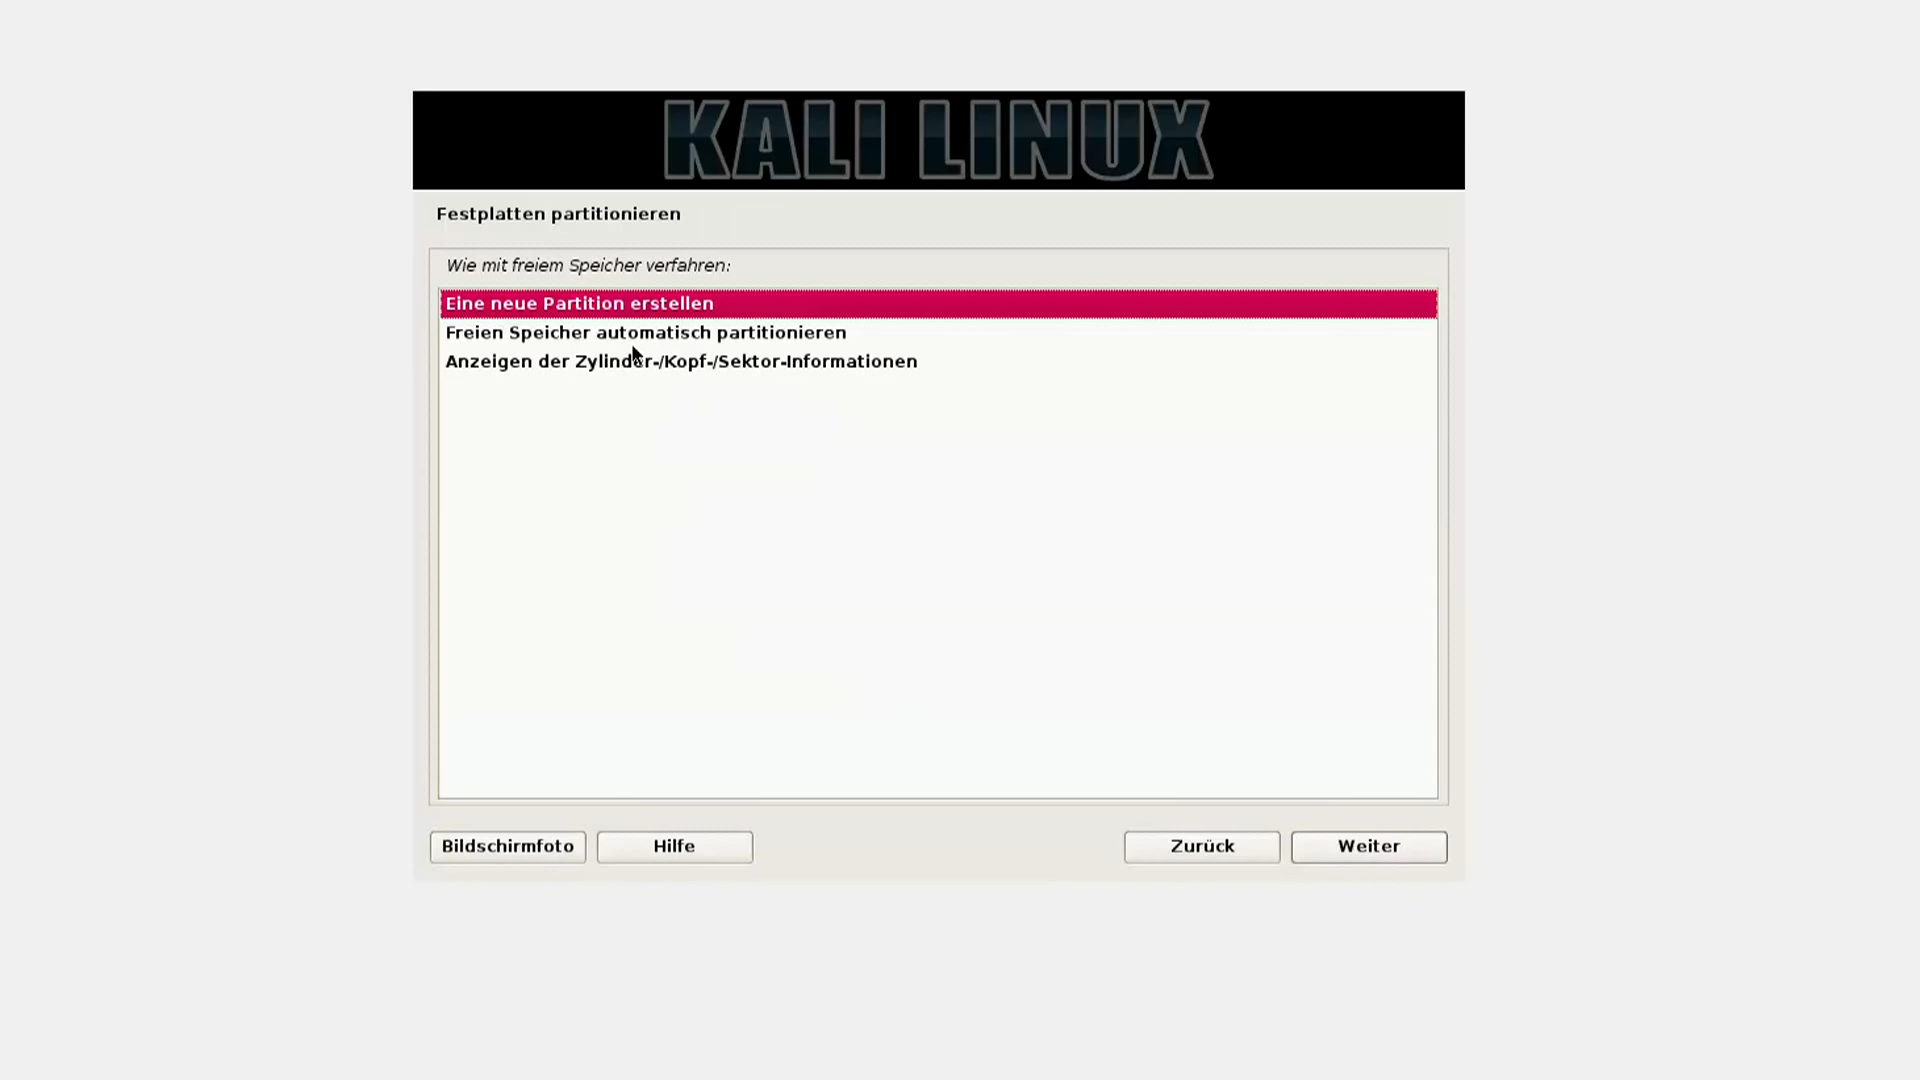 KALI LINUX
Festplatten partitionieren
Wie mit freiem Speicher verfahren:
Eine neue Partition erstellen
Freien Speicher automatisch partitionieren
Anzeigen der Zylinder-/Kopf-/Sektor-Informationen
Bildschirmfoto Hilfe Zurück Weiter